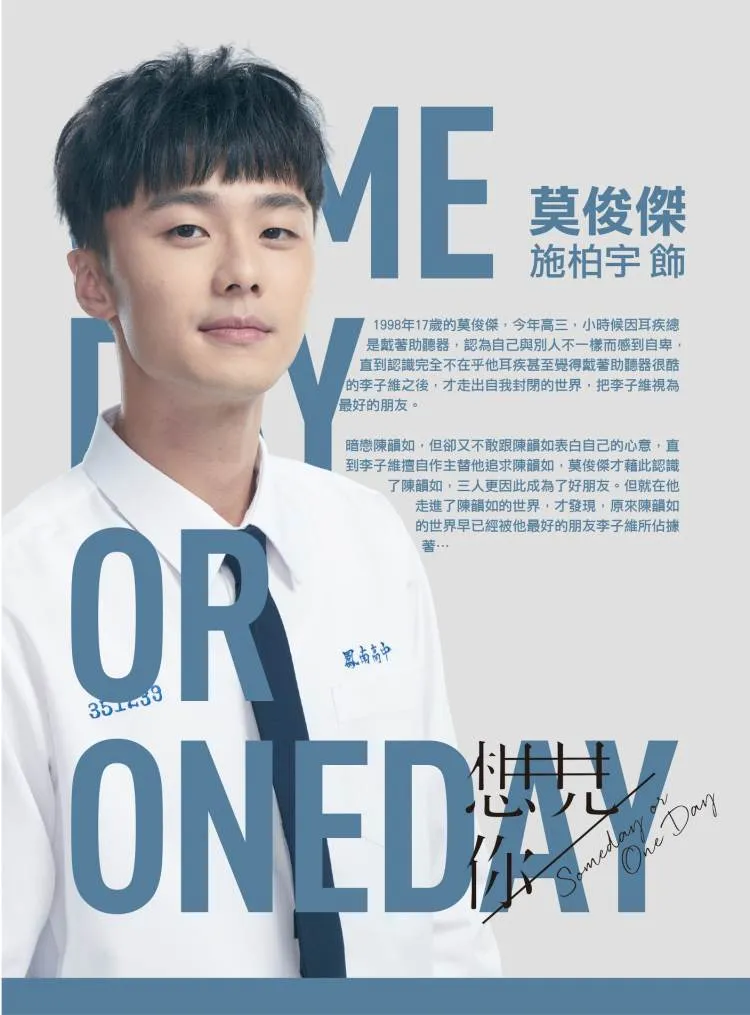 ME
莫俊傑
施柏宇 飾
DAY
1998年17歲的莫俊傑，今年高三，小時候因耳疾總
是戴著助聽器，認為自己與別人不一樣而感到自卑，
直到認識完全不在乎他耳疾甚至覺得戴著助聽器很酷
的李子維之後，才走出自我封閉的世界，把李子維視為
最好的朋友。
暗戀陳韻如，但卻又不敢跟陳韻如表白自己的心意，直
到李子維擅自作主替他追求陳韻如，莫俊傑才藉此認識
了陳韻如，三人更因此成為了好朋友。但就在他
走進了陳韻如的世界，才發現，原來陳韻如
的世界早已經被他最好的朋友李子維所佔據
著…
OR
鳳南高中
351233
ONEDAY
想見
你
Someday or
One Day